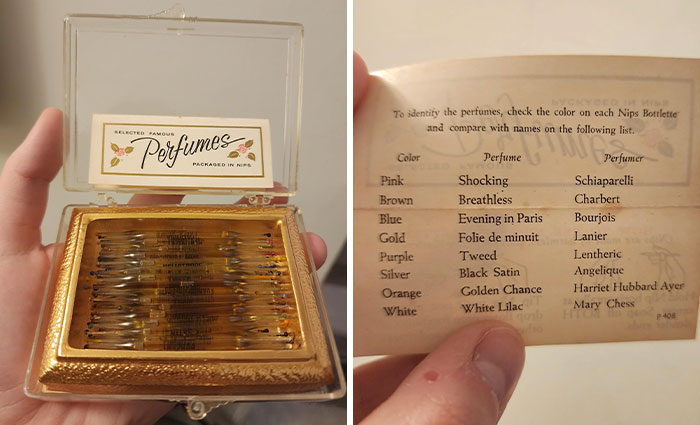 SELECTED FAMOUS
Perfumes
PACKAGED IN NIPS
To identify the perfumes, check the color on each Nips Bottlette
and compare with names on the following list.
Color Perfume Perfumer
Pink Shocking Schiaparelli
Brown Breathless Charbert
Blue Evening in Paris Bourjois
Gold Folie de minuit Lanier
Purple Tweed Lentheric
Silver Black Satin Angelique
Orange Golden Chance Harriet Hubbard Ayer
White White Lilac Mary Chess
P 408